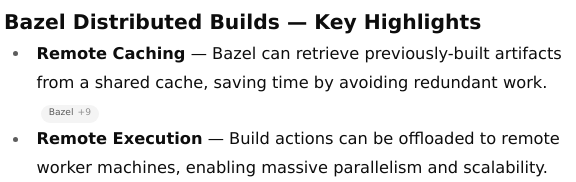 Bazel Distributed Builds — Key Highlights
• Remote Caching — Bazel can retrieve previously-built artifacts
from a shared cache, saving time by avoiding redundant work.
Bazel +9
• Remote Execution — Build actions can be offloaded to remote
worker machines, enabling massive parallelism and scalability.